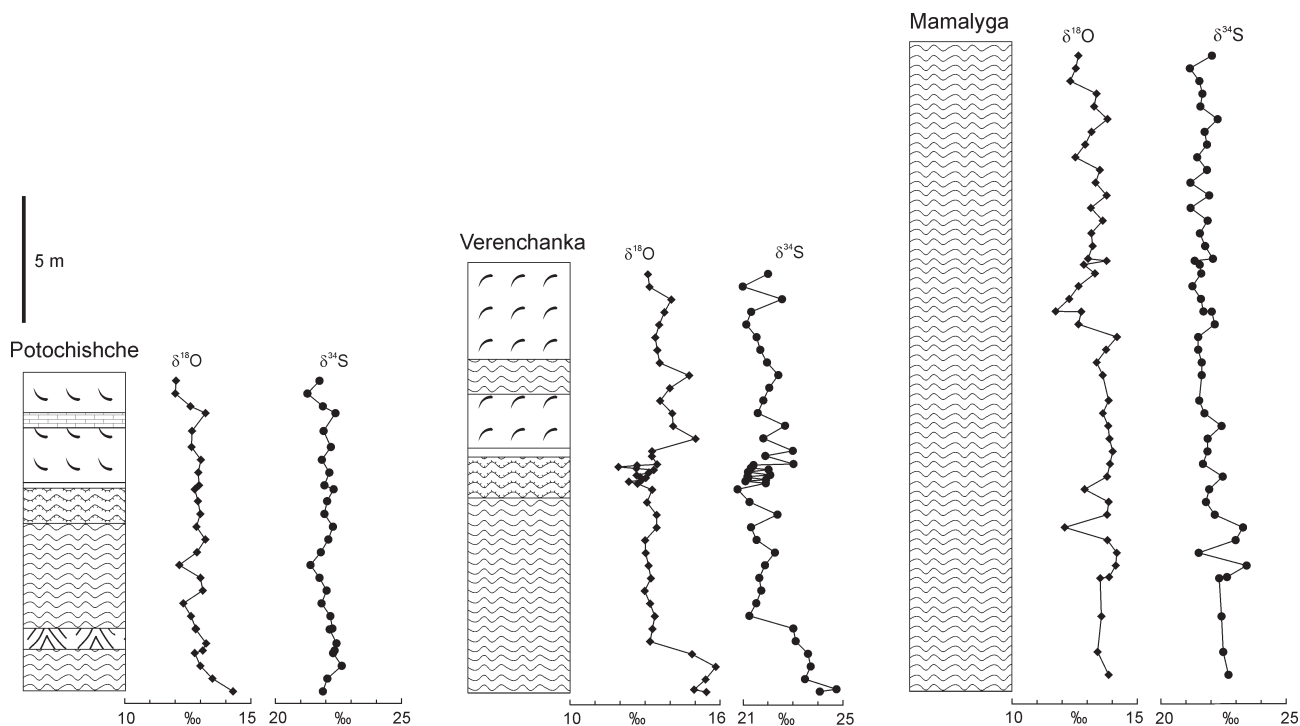 Mamalyga
δ18O
δ34S
Verenchanka
δ18O
δ34S
5 m
Potochishche
δ18O
δ34S
10 ‰ 15 20 ‰ 25 10 ‰ 16 21 ‰ 25 10 ‰ 15 20 ‰ 25